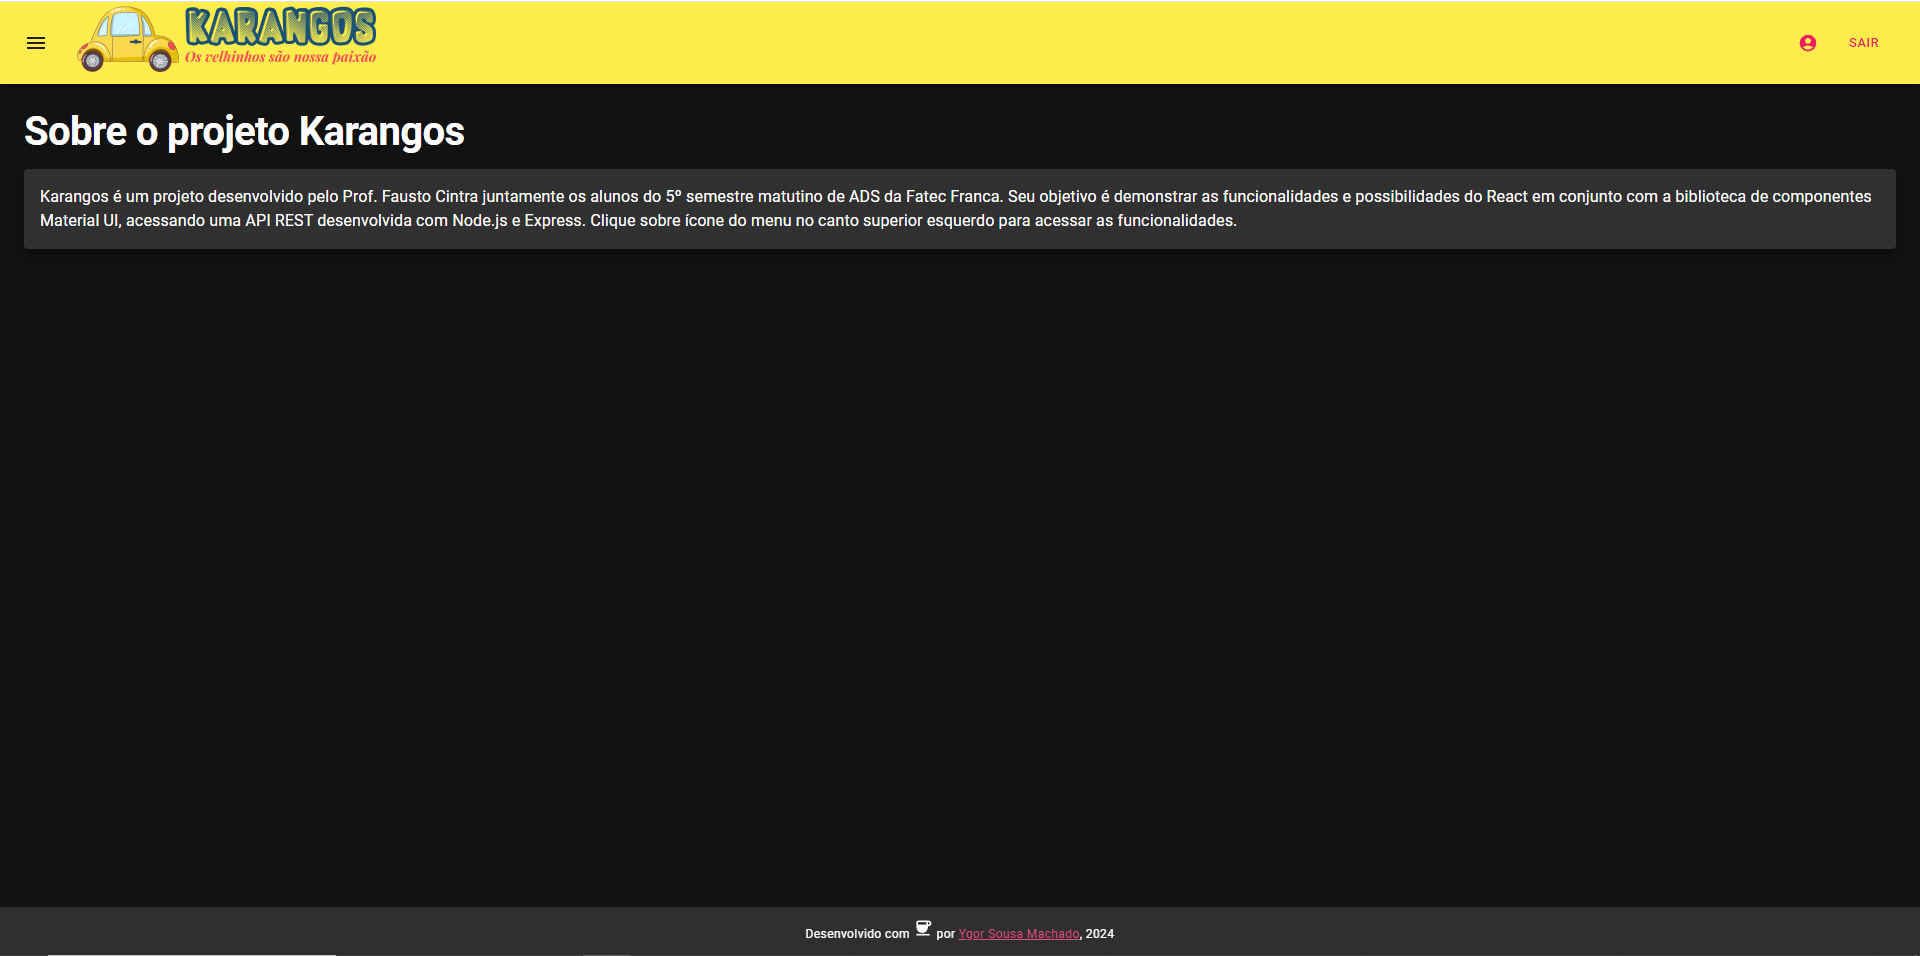 KARANGOS
Os velhinhos são nossa paixão
SAIR
Sobre o projeto Karangos
Karangos é um projeto desenvolvido pelo Prof. Fausto Cintra juntamente os alunos do 5º semestre matutino de ADS da Fatec Franca. Seu objetivo é demonstrar as funcionalidades e possibilidades do React em conjunto com a biblioteca de componentes
Material UI, acessando uma API REST desenvolvida com Node.js e Express. Clique sobre ícone do menu no canto superior esquerdo para acessar as funcionalidades.
Desenvolvido com por Ygor Sousa Machado, 2024